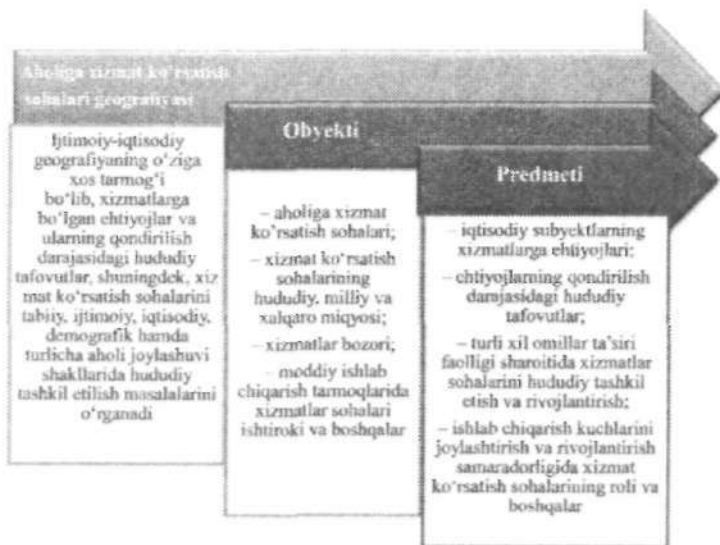 Aholiga xizmat ko‘rsatish
sohalari geografiyasi
Ijtimoiy-iqtisodiy
geografiyaning o‘ziga
xos tarmog‘i
bo‘lib, xizmatlarga
bo‘lgan ehtiyojlar va
ularning qondirilish
darajasidagi hududiy
tafovutlar, shuningdek, xiz
mat ko‘rsatish sohalarini
tabiiy, ijtimoiy, iqtisodiy,
demografik hamda
turlicha aholi joylashuvi
shakllarida hududiy
tashkil etilish masalalarini
o‘rganadi
Obyekti
– aholiga xizmat
ko‘rsatish sohalari;
– xizmat ko‘rsatish
sohalarining
hududiy, milliy va
xalqaro miqyosi;
– xizmatlar bozori;
– moddiy ishlab
chiqarish tarmoqlarida
xizmatlar sohalari
ishtiroki va boshqalar
Predmeti
– iqtisodiy subyektlarning
xizmatlarga ehtiyojlari;
– ehtiyojlarning qondirilish
darajasidagi hududiy
tafovutlar;
– turli xil omillar ta’siri
faolligi sharoitida xizmatlar
sohalarini hududiy tashkil
etish va rivojlantirish;
– ishlab chiqarish kuchlarini
joylashtirish va rivojlantirish
samaradorligida xizmat
ko‘rsatish sohalarining roli va
boshqalar